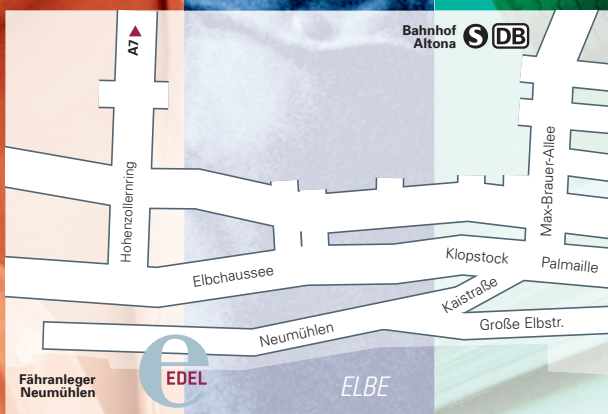 A7
Bahnhof
Altona
S DB
Hohenzollernring
Max-Brauer-Allee
Elbchaussee
Klopstock
Palmaille
Kaistraße
Neumühlen
Große Elbstr.
Fähranleger
Neumühlen
e
EDEL
ELBE